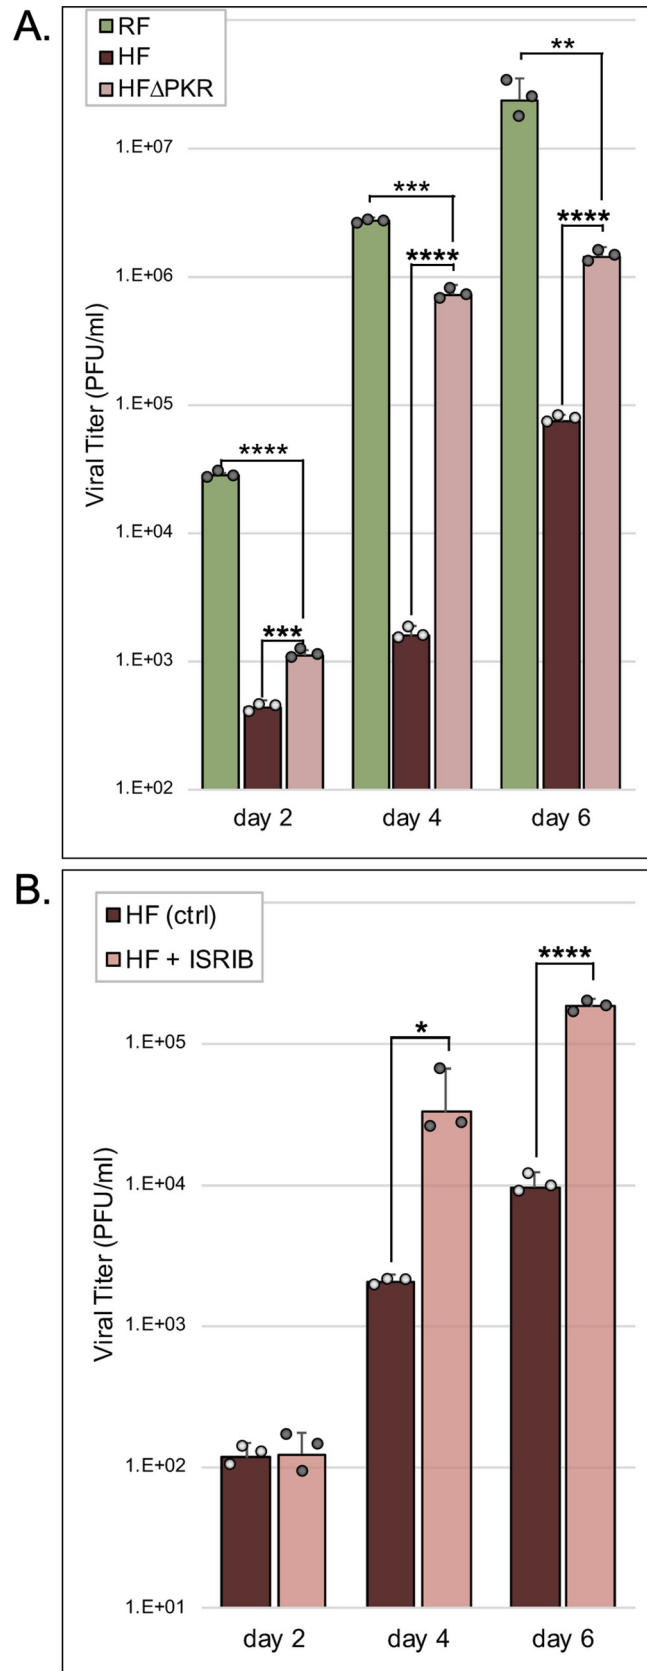 A.
RF
HF
HFΔPKR
**
1.E+07
***
****
****
1.E+06
Viral Titer (PFU/ml)
1.E+05
****
1.E+04
***
1.E+03
1.E+02
day 2 day 4 day 6
B.
HF (ctrl)
HF + ISRIB
****
*
1.E+05
Viral Titer (PFU/ml)
1.E+04
1.E+03
1.E+02
1.E+01
day 2 day 4 day 6